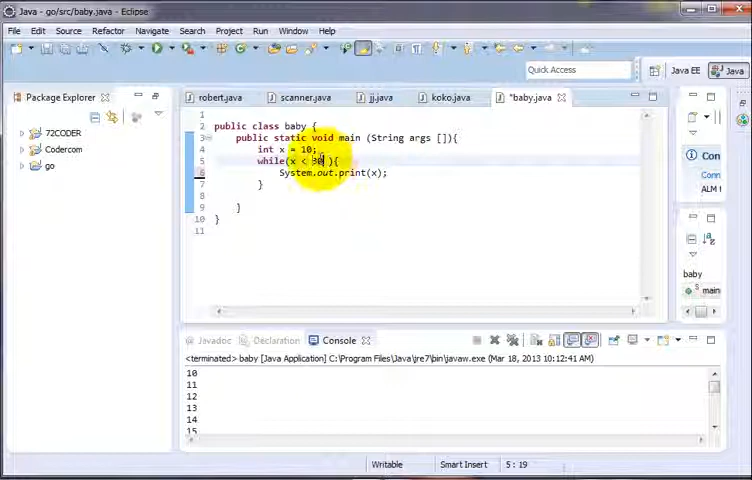 Java - go/src/baby.java - Eclipse
File Edit Source Refactor Navigate Search Project Run Window Help
Quick Access Java EE Java
Package Explorer
robert.java scanner.java jj.java koko.java *baby.java
72CODER
Codercom
go
1
2 public class baby {
3 public static void main (String args []){
4 int x = 10;
5 while(x < 30 ){
6 System.out.print(x);
7 }
8
9 }
10 }
11
Con
Conn
ALM f
baby
S main
Javadoc Declaration Console
<terminated> baby [Java Application] C:\Program Files\Java\jre7\bin\javaw.exe (Mar 18, 2013 10:12:41 AM)
10
11
12
13
14
15
Writable Smart Insert 5 : 19